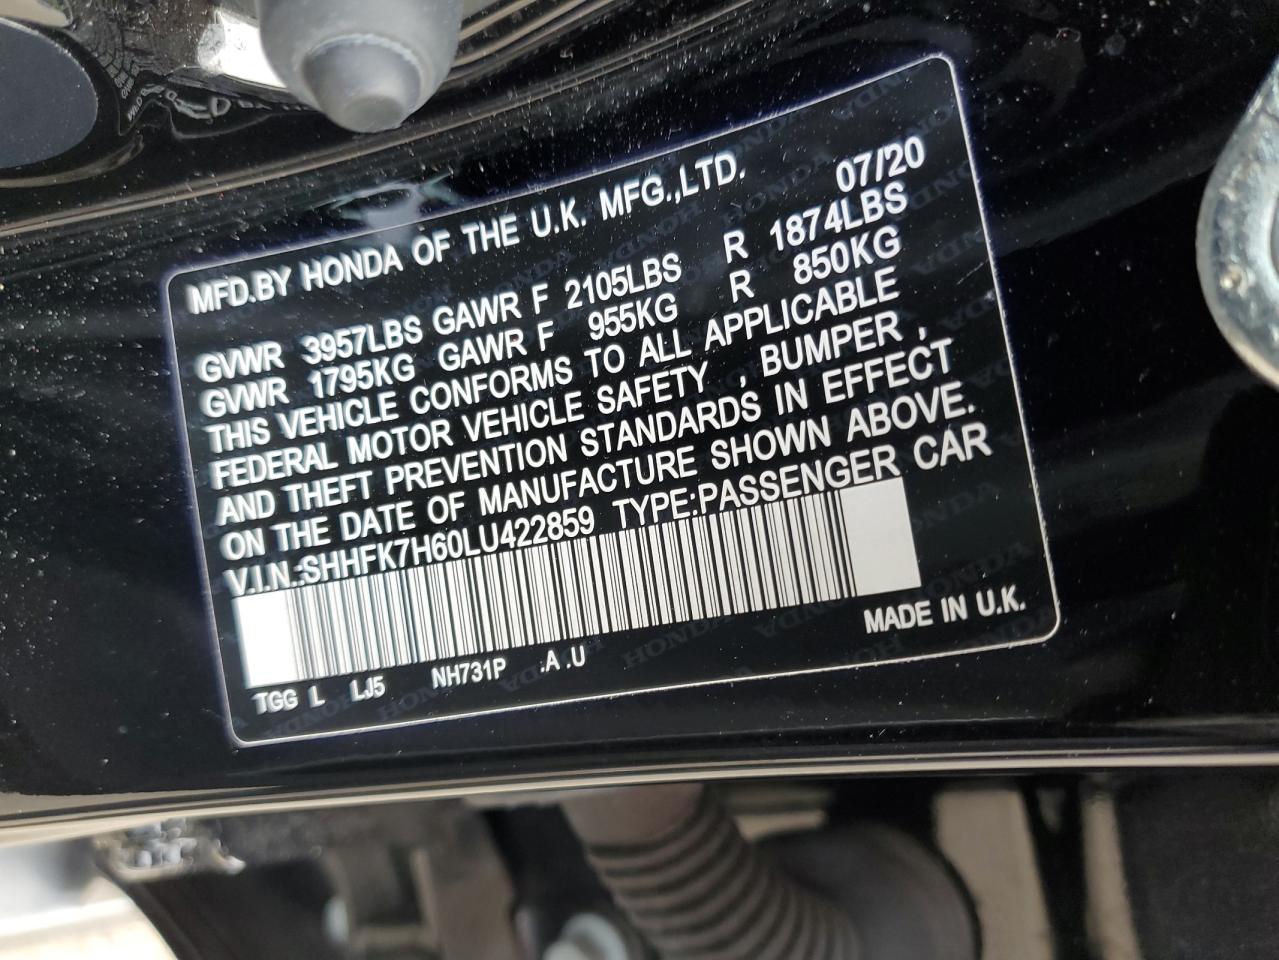 MFD.BY HONDA OF THE U.K. MFG.,LTD. 07/20
GVWR 3957LBS GAWR F 2105LBS R 1874LBS
GVWR 1795KG GAWR F 955KG R 850KG
THIS VEHICLE CONFORMS TO ALL APPLICABLE
FEDERAL MOTOR VEHICLE SAFETY , BUMPER ,
AND THEFT PREVENTION STANDARDS IN EFFECT
ON THE DATE OF MANUFACTURE SHOWN ABOVE.
V.I.N.:SHHFK7H60LU422859 TYPE:PASSENGER CAR
MADE IN U.K.
TGG L LJ5 NH731P .A .U